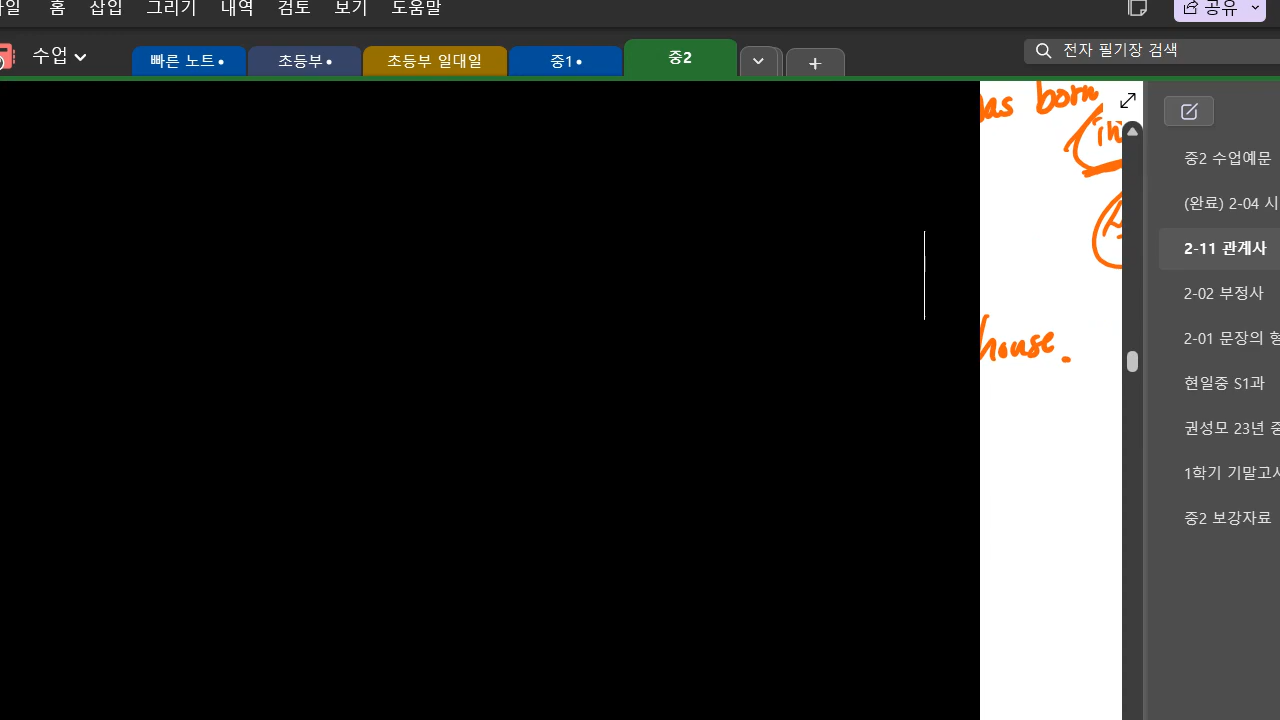 홈 삽입 그리기 내역 검토 보기 도움말 공유
수업 빠른 노트 초등부 초등부 일대일 중1 중2 전자 필기장 검색
born
in
house.
중2 수업예문
(완료) 2-04 시
2-11 관계사
2-02 부정사
2-01 문장의 형
현일중 S1과
권성모 23년 중
1학기 기말고사
중2 보강자료